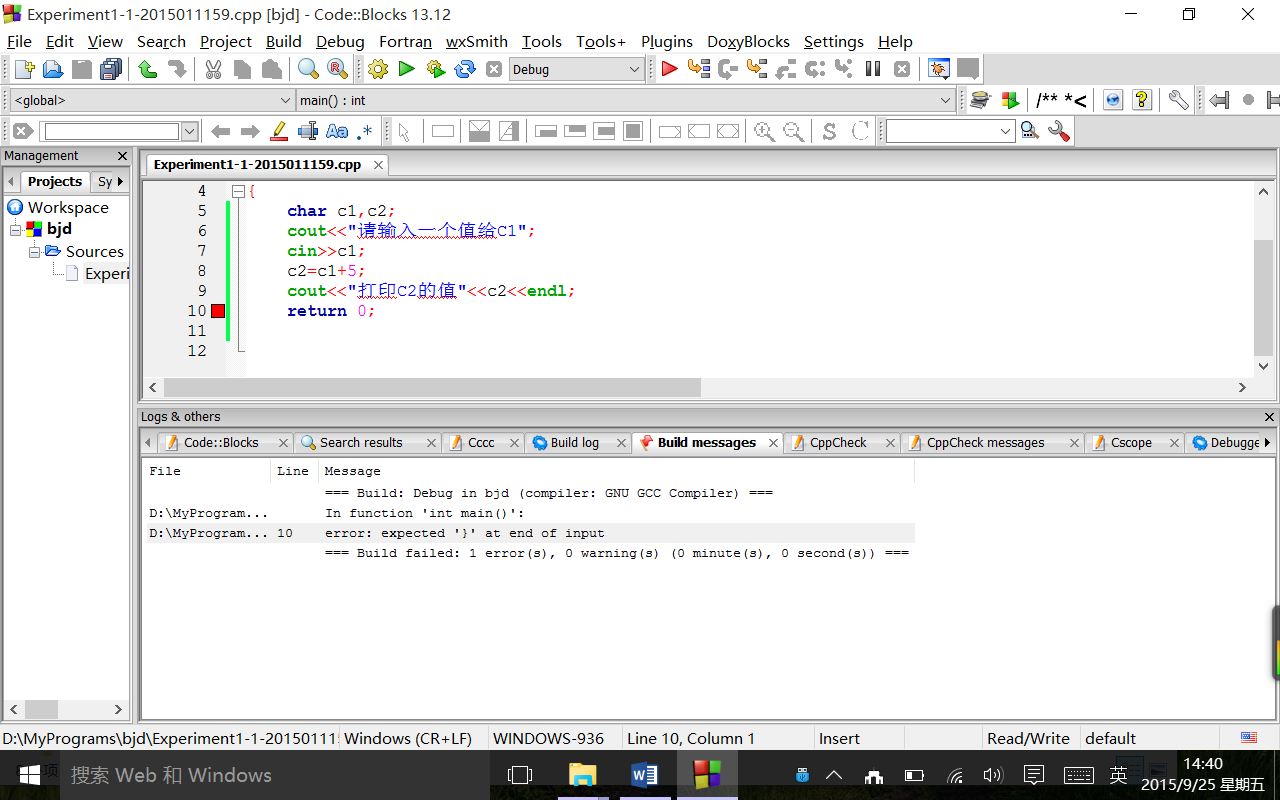 Experiment1-1-2015011159.cpp [bjd] - Code::Blocks 13.12
File Edit View Search Project Build Debug Fortran wxSmith Tools Tools+ Plugins DoxyBlocks Settings Help
Debug
<global> main() : int /** *<
Aa .* S C
Management
Experiment1-1-2015011159.cpp
Projects Sy
Workspace
bjd
Sources
Experi
4 {
5 char c1,c2;
6 cout<<"请输入一个值给C1";
7 cin>>c1;
8 c2=c1+5;
9 cout<<"打印C2的值"<<c2<<endl;
10 return 0;
11
12
Logs & others
Code::Blocks Search results Cccc Build log Build messages CppCheck CppCheck messages Cscope Debugge
File Line Message
=== Build: Debug in bjd (compiler: GNU GCC Compiler) ===
D:\MyProgram... In function 'int main()':
D:\MyProgram... 10 error: expected '}' at end of input
=== Build failed: 1 error(s), 0 warning(s) (0 minute(s), 0 second(s)) ===
D:\MyPrograms\bjd\Experiment1-1-201501115 Windows (CR+LF) WINDOWS-936 Line 10, Column 1 Insert Read/Write default
搜索 Web 和 Windows
英
14:40
2015/9/25 星期五